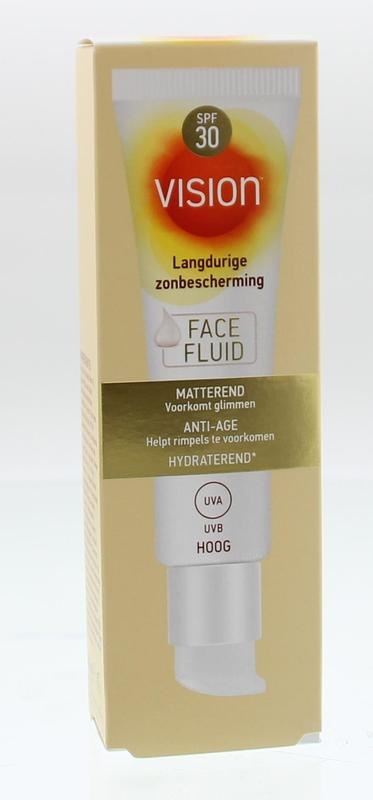 SPF
30
VISION™
Langdurige
zonbescherming
FACE
FLUID
MATTEREND
Voorkomt glimmen
ANTI-AGE
Helpt rimpels te voorkomen
HYDRATEREND*
UVA
UVB
HOOG